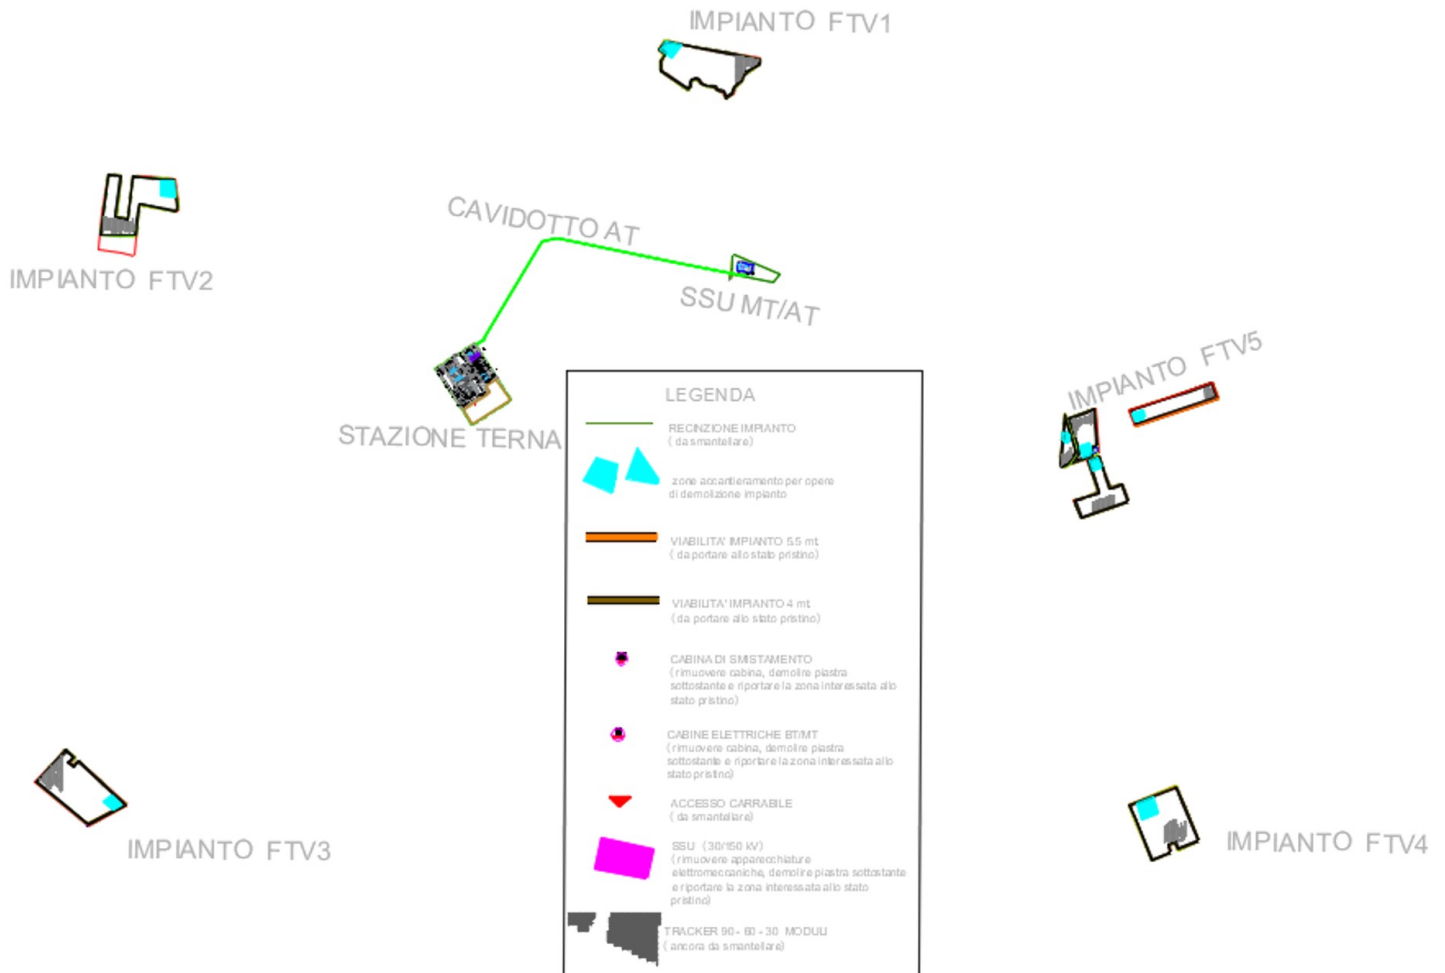 IMPIANTO FTV1
CAVIDOTTO AT
IMPIANTO FTV2
SSU MT/AT
IMPIANTO FTV5
STAZIONE TERNA
LEGENDA
RECINZIONE IMPIANTO
( da smantellare)
zone accantieramento per opere
di demolizione impianto
VIABILITA' IMPIANTO 5.5 mt.
( da portare allo stato pristino)
VIABILITA' IMPIANTO 4 mt.
( da portare allo stato pristino)
CABINA DI SMISTAMENTO
( rimuovere cabina, demolire piastra
sottostante e riportare la zona interessata allo
stato pristino)
CABINE ELETTRICHE BT/MT
( rimuovere cabina, demolire piastra
sottostante e riportare la zona interessata allo
stato pristino)
ACCESSO CARRABILE
( da smantellare)
SSU (30/150 kV)
( rimuovere apparecchiature
elettromeccaniche, demolire piastra sottostante
e riportare la zona interessata allo stato
pristino)
TRACKER 90 - 60 - 30 MODULI
( ancora da smantellare)
IMPIANTO FTV3
IMPIANTO FTV4